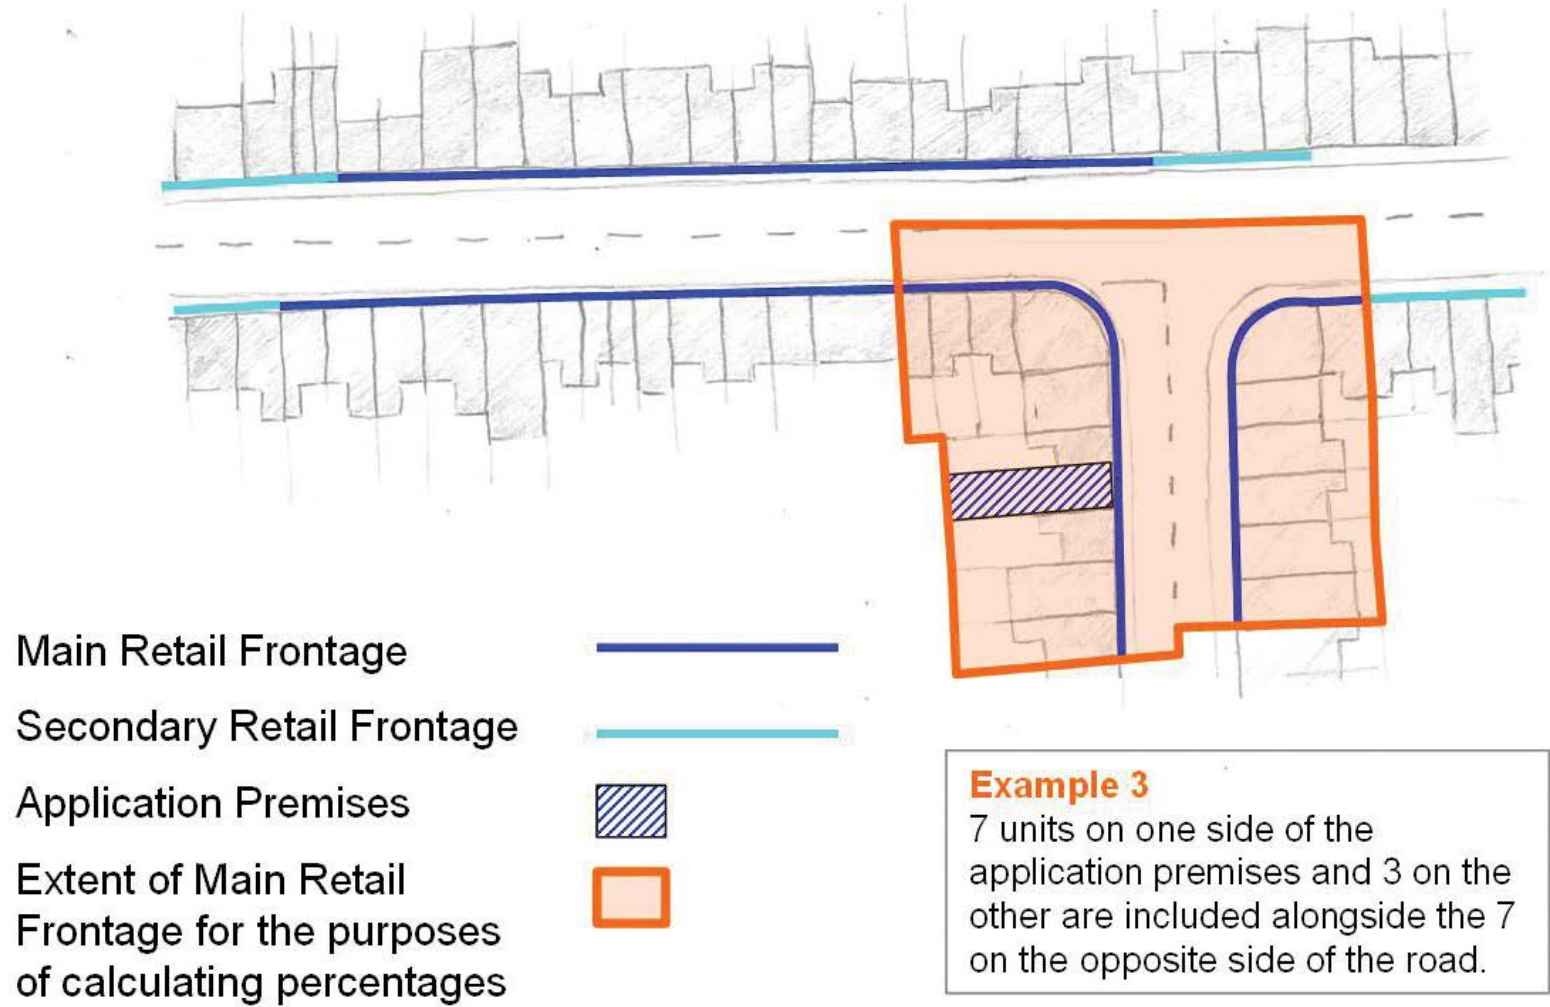 Main Retail Frontage
Secondary Retail Frontage
Application Premises
Extent of Main Retail
Frontage for the purposes
of calculating percentages
Example 3
7 units on one side of the
application premises and 3 on the
other are included alongside the 7
on the opposite side of the road.